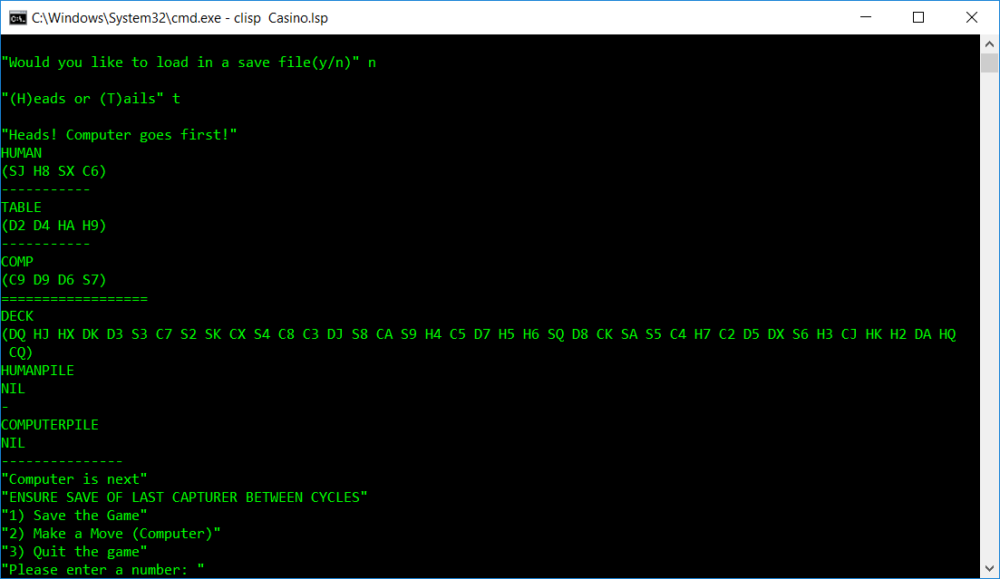 C:\Windows\System32\cmd.exe - clisp  Casino.lsp
"Would you like to load in a save file(y/n)" n
"(H)eads or (T)ails" t
"Heads! Computer goes first!"
HUMAN
(SJ H8 SX C6)
-----------
TABLE
(D2 D4 HA H9)
-----------
COMP
(C9 D9 D6 S7)
==================
DECK
(DQ HJ HX DK D3 S3 C7 S2 SK CX S4 C8 C3 DJ S8 CA S9 H4 C5 D7 H5 H6 SQ D8 CK SA S5 C4 H7 C2 D5 DX S6 H3 CJ HK H2 DA HQ
 CQ)
HUMANPILE
NIL
-
COMPUTERPILE
NIL
---------------
"Computer is next"
"ENSURE SAVE OF LAST CAPTURER BETWEEN CYCLES"
"1) Save the Game"
"2) Make a Move (Computer)"
"3) Quit the game"
"Please enter a number: "